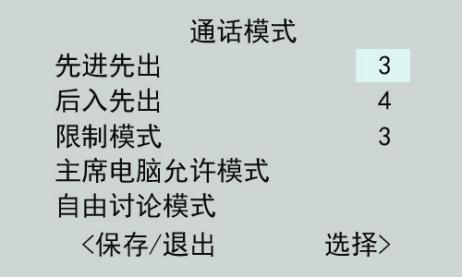 通话模式
先进先出 3
后入先出 4
限制模式 3
主席电脑允许模式
自由讨论模式
<保存/退出 选择>